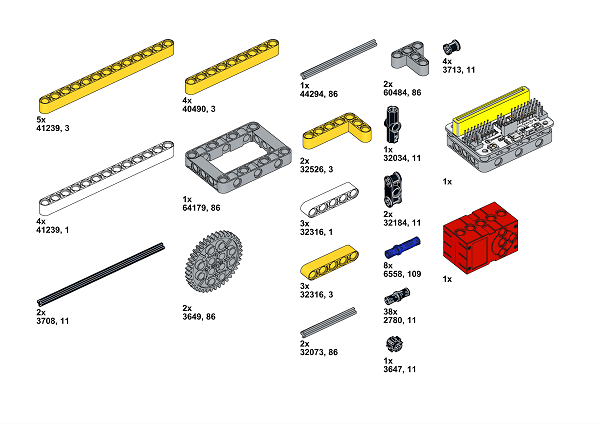 5x
41239, 3
4x
41239, 1
2x
3708, 11
4x
40490, 3
1x
64179, 86
2x
3649, 86
1x
44294, 86
2x
32526, 3
3x
32316, 1
3x
32316, 3
2x
32073, 86
2x
60484, 86
1x
32034, 11
2x
32184, 11
8x
6558, 109
38x
2780, 11
1x
3647, 11
4x
3713, 11
1x
1x